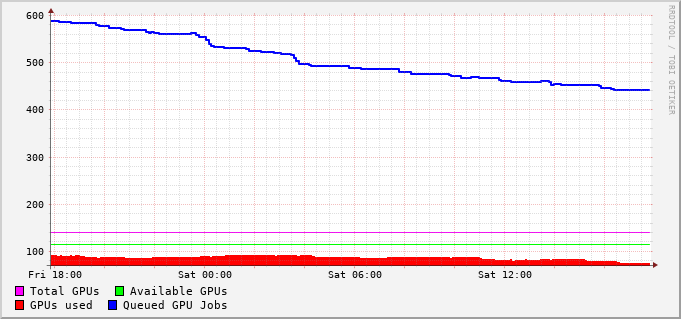 600
500
400
300
200
100
Fri 18:00 Sat 00:00 Sat 06:00 Sat 12:00
Total GPUs Available GPUs
GPUs used Queued GPU Jobs
RRDTOOL / TOBI OETIKER